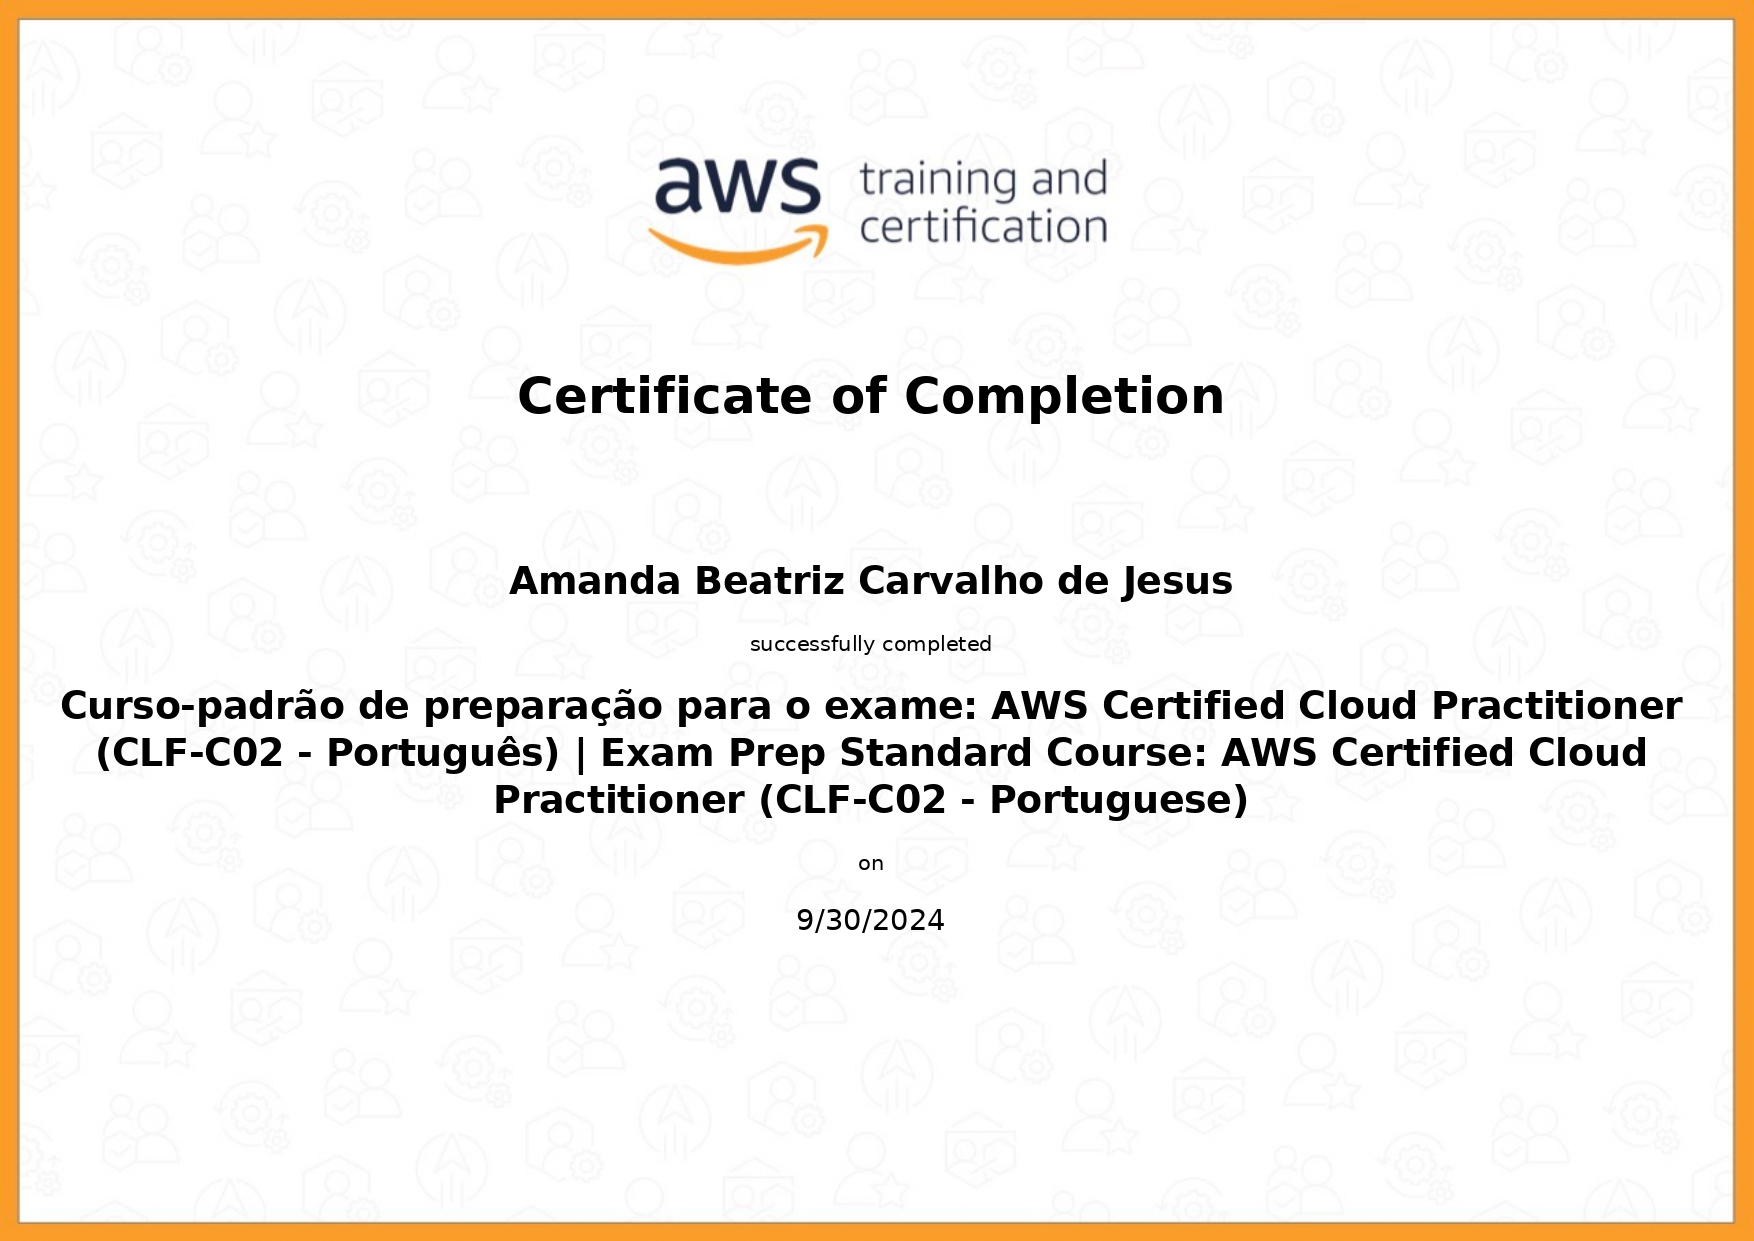 aws training and
certification
Certificate of Completion
Amanda Beatriz Carvalho de Jesus
successfully completed
Curso-padrão de preparação para o exame: AWS Certified Cloud Practitioner
(CLF-C02 - Português) | Exam Prep Standard Course: AWS Certified Cloud
Practitioner (CLF-C02 - Portuguese)
on
9/30/2024